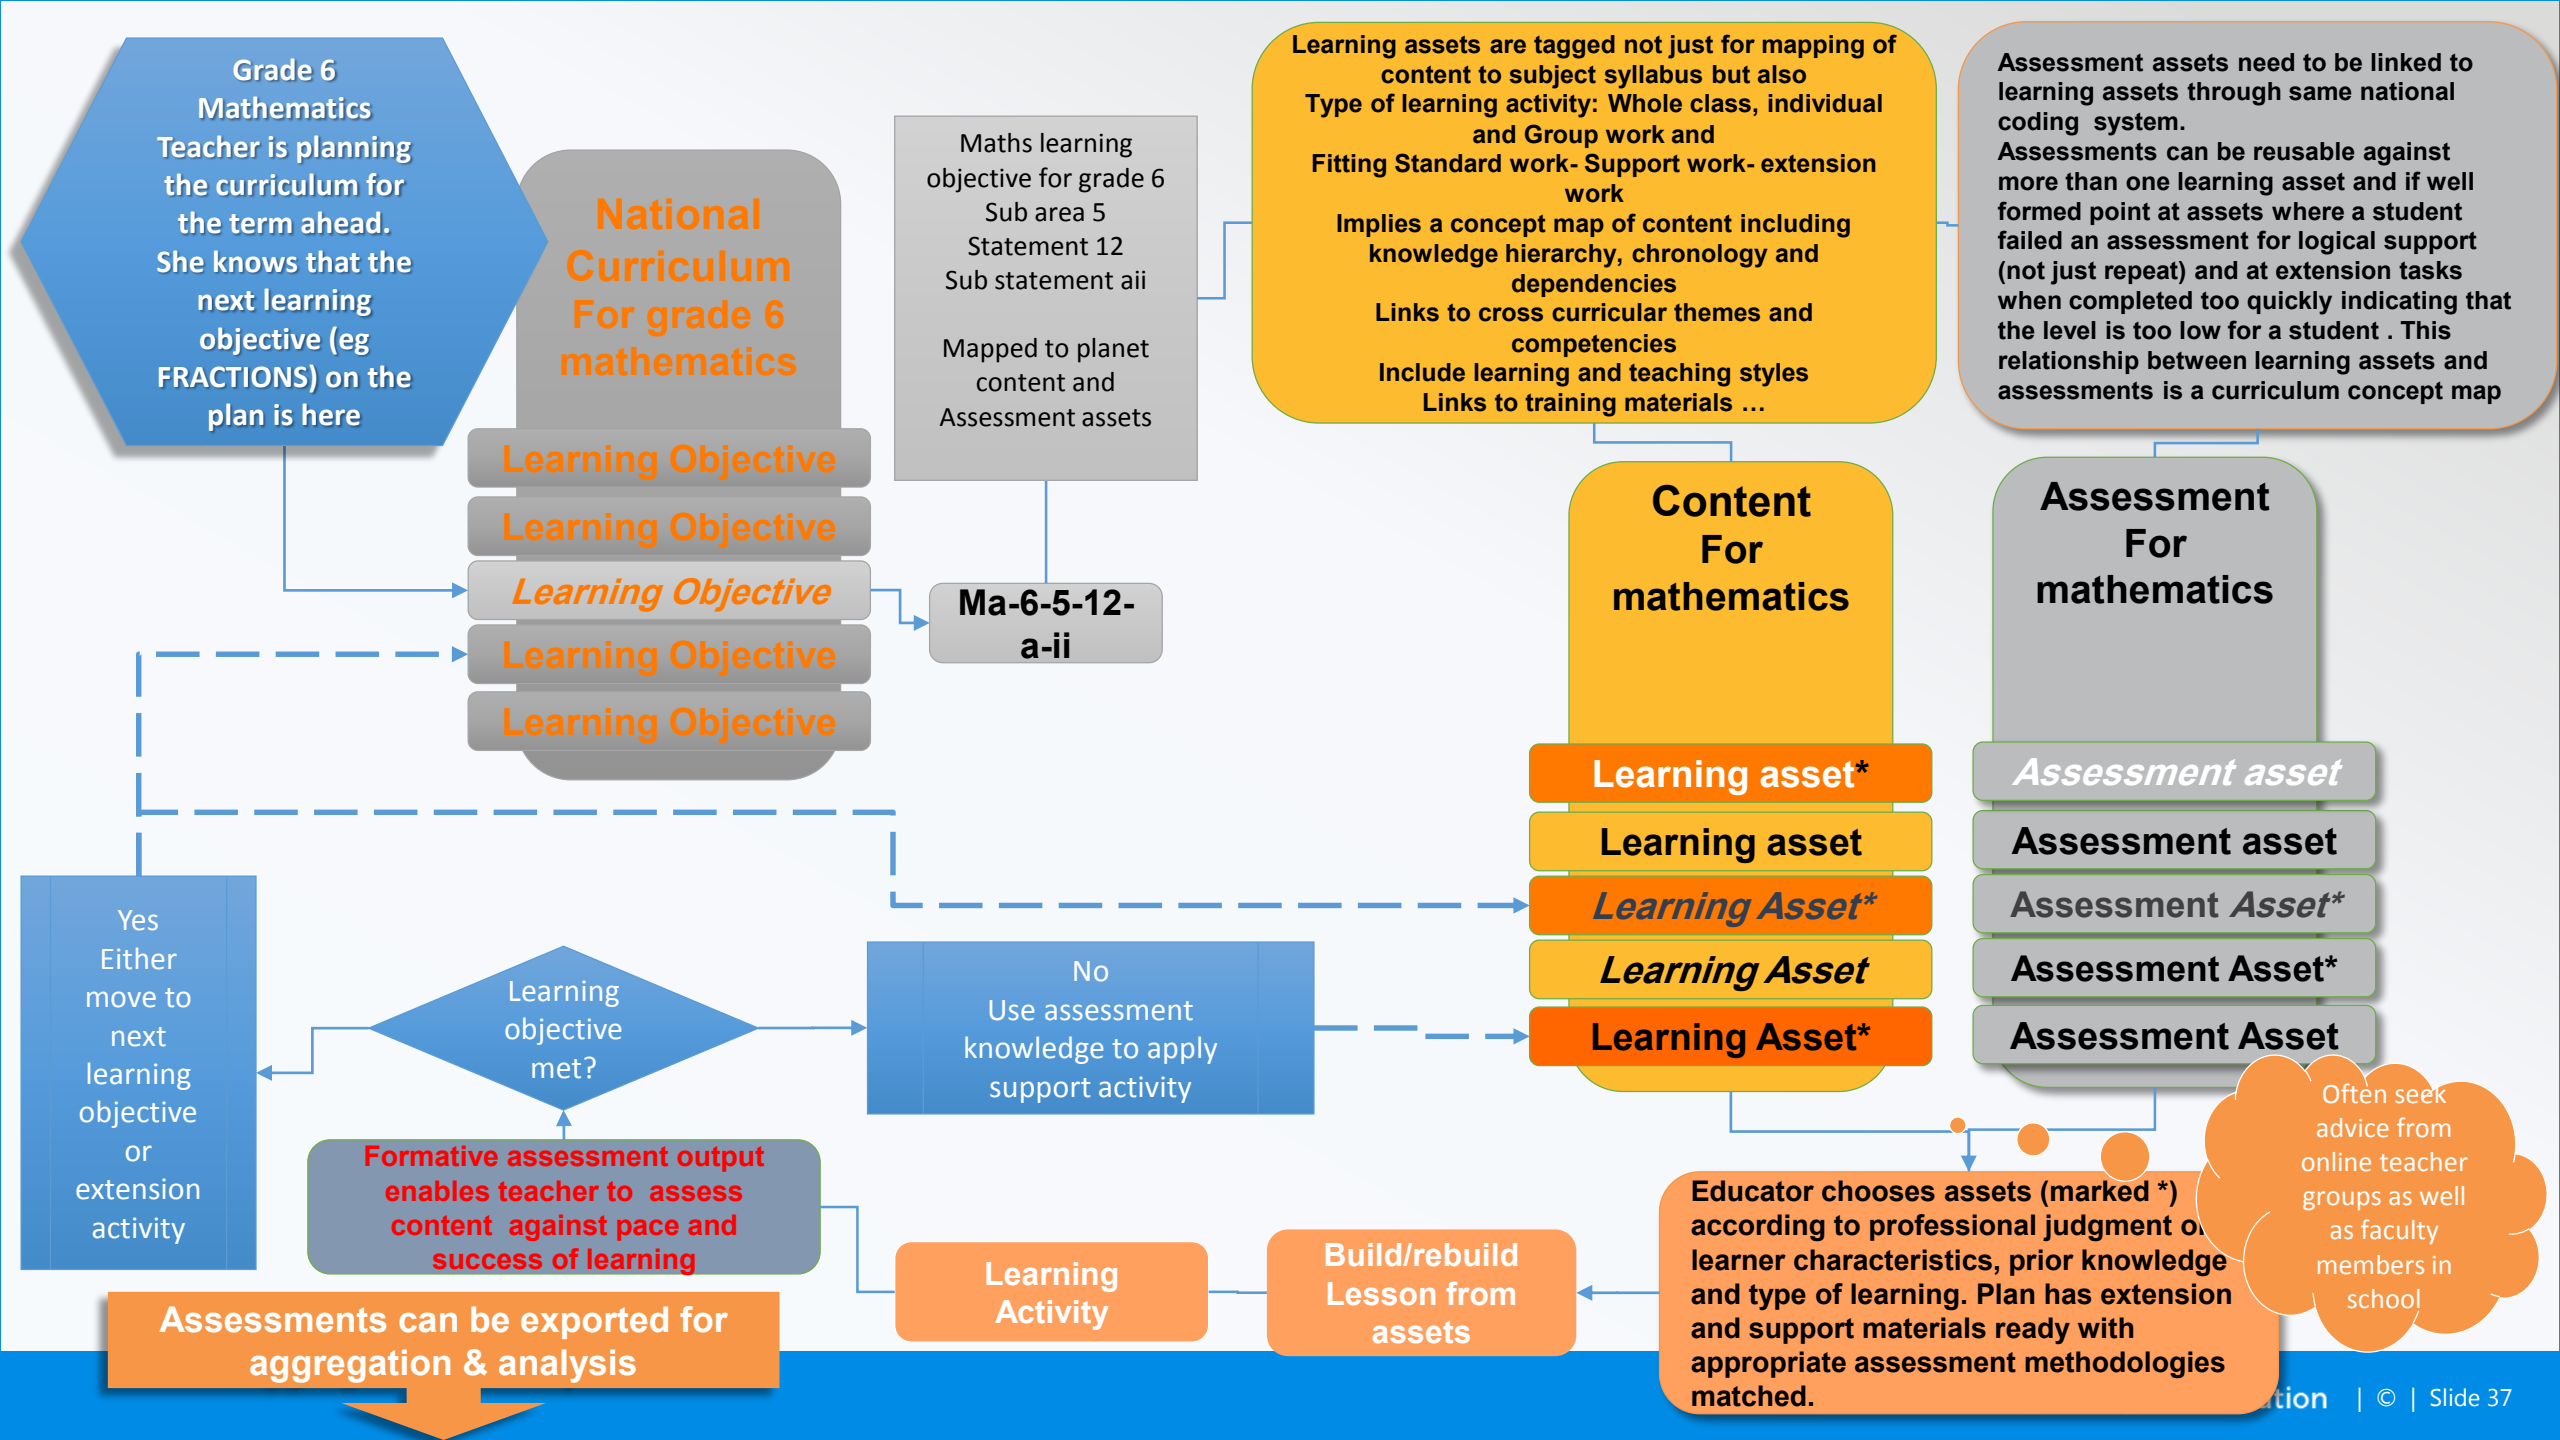 Grade 6
Mathematics
Teacher is planning
the curriculum for
the term ahead.
She knows that the
next learning
objective (eg
FRACTIONS) on the
plan is here
National
Curriculum
For grade 6
mathematics
Learning Objective
Learning Objective
Learning Objective
Learning Objective
Learning Objective
Maths learning
objective for grade 6
Sub area 5
Statement 12
Sub statement aii
Mapped to planet
content and
Assessment assets
Ma-6-5-12-
a-ii
Learning assets are tagged not just for mapping of
content to subject syllabus but also
Type of learning activity: Whole class, individual
and Group work and
Fitting Standard work- Support work- extension
work
Implies a concept map of content including
knowledge hierarchy, chronology and
dependencies
Links to cross curricular themes and
competencies
Include learning and teaching styles
Links to training materials ...
Assessment assets need to be linked to
learning assets through same national
coding  system.
Assessments can be reusable against
more than one learning asset and if well
formed point at assets where a student
failed an assessment for logical support
(not just repeat) and at extension tasks
when completed too quickly indicating that
the level is too low for a student . This
relationship between learning assets and
assessments is a curriculum concept map
Content
For
mathematics
Learning asset*
Learning asset
Learning Asset*
Learning Asset
Learning Asset*
Assessment
For
mathematics
Assessment asset
Assessment asset
Assessment Asset*
Assessment Asset*
Assessment Asset
Yes
Either
move to
next
learning
objective
or
extension
activity
Learning
objective
met?
No
Use assessment
knowledge to apply
support activity
Formative assessment output
enables teacher to  assess
content  against pace and
success of learning
Assessments can be exported for
aggregation & analysis
Learning
Activity
Build/rebuild
Lesson from
assets
Educator chooses assets (marked *)
according to professional judgment
learner characteristics, prior knowledge
and type of learning. Plan has extension
and support materials ready with
appropriate assessment methodologies
matched.
Often seek
advice from
online teacher
groups as well
as faculty
members in
school
| © | Slide 37